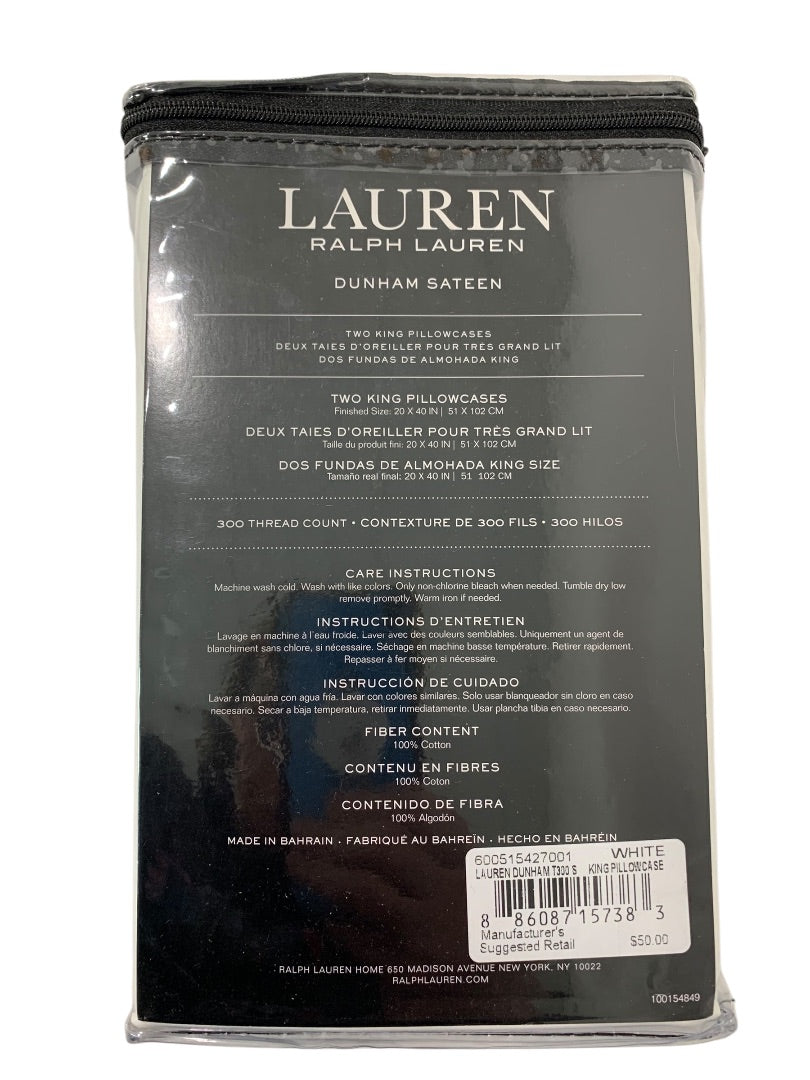 LAUREN
RALPH LAUREN
DUNHAM SATEEN
TWO KING PILLOWCASES
DEUX TAIES D'OREILLER POUR TRÈS GRAND LIT
DOS FUNDAS DE ALMOHADA KING
TWO KING PILLOWCASES
Finished Size: 20 X 40 IN | 51 X 102 CM
DEUX TAIES D'OREILLER POUR TRÈS GRAND LIT
Taille du produit fini: 20 X 40 IN | 51 X 102 CM
DOS FUNDAS DE ALMOHADA KING SIZE
Tamaño real final: 20 X 40 IN | 51 102 CM
300 THREAD COUNT • CONTEXTURE DE 300 FILS • 300 HILOS
CARE INSTRUCTIONS
Machine wash cold. Wash with like colors. Only non-chlorine bleach when needed. Tumble dry low
remove promptly. Warm iron if needed.
INSTRUCTIONS D'ENTRETIEN
Lavage en machine à l'eau froide. Laver avec des couleurs semblables. Uniquement un agent de
blanchiment sans chlore, si nécessaire. Séchage en machine basse température. Retirer rapidement.
Repasser à fer moyen si nécessaire.
INSTRUCCIÓN DE CUIDADO
Lavar a máquina con agua fría. Lavar con colores similares. Solo usar blanqueador sin cloro en caso
necesario. Secar a baja temperatura, retirar inmediatamente. Usar plancha tibia en caso necesario.
FIBER CONTENT
100% Cotton
CONTENU EN FIBRES
100% Coton
CONTENIDO DE FIBRA
100% Algodón
MADE IN BAHRAIN • FABRIQUÉ AU BAHREÏN • HECHO EN BAHRÉIN
600515427001 WHITE
LAUREN DUNHAM T300 S KING PILLOWCASE
8 86087 15738 3
Manufacturer's
Suggested Retail $50.00
RALPH LAUREN HOME 650 MADISON AVENUE NEW YORK, NY 10022
RALPHLAUREN.COM
100154849